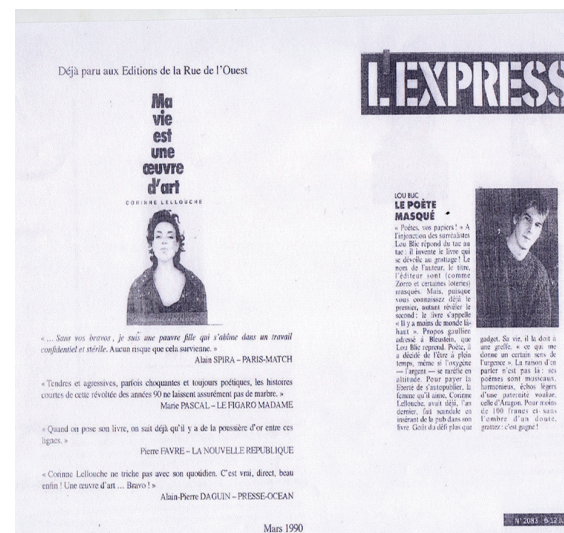 Déjà paru aux Editions de la Rue de l'Ouest
Ma
vie
est
une
œuvre
d'art
CORINNE LELLOUCHE
« ... Sans vos bravos, je suis une pauvre fille qui s'abîme dans un travail
confidentiel et stérile. Aucun risque que cela survienne. »
Alain SPIRA – PARIS-MATCH
« Tendres et agressives, parfois choquantes et toujours poétiques, les histoires
courtes de cette révoltée des années 90 ne laissent assurément pas de marbre. »
Marie PASCAL – LE FIGARO MADAME
« Quand on pose son livre, on sait déjà qu'il y a de la poussière d'or entre ces
lignes. »
Pierre FAVRE – LA NOUVELLE REPUBLIQUE
« Corinne Lellouche ne triche pas avec son quotidien. C'est vrai, direct, beau
enfin ! Une œuvre d'art ... Bravo ! »
Alain-Pierre DAGUIN – PRESSE-OCEAN
Mars 1990
L'EXPRESS
LOU BLIC
LE POÈTE
MASQUÉ
« Poètes, vos papiers ! » A
l'injonction des surréalistes
Lou Blic répond du tac au
tac : il invente le livre qui
se dévoile au grattage ! Le
nom de l'auteur, le titre,
l'éditeur sont (comme
Zorro et certaines
masqués. Mais, puisque
vous connaissez déjà le
premier, autant révéler le
second : le livre s'appelle
« Il y a moins de monde là-
haut ». Propos gaullien
adressé à Bleustein, que
Lou Blic reprend. Poète, il
a décidé de l'être à plein
temps, même si l'oxygène
— l'argent — se raréfie en
altitude. Pour payer la
liberté de s'autopublier, la
femme qu'il aime, Corinne
Lellouche, avait déjà, l'an
dernier, fait scandale en
insérant de la pub dans son
livre. Goût du défi plus que
gadget. Sa vie, il la doit à
une greffe, « ce qui me
donne un certain sens de
l'urgence ». La raison d'en
parler n'est pas là : ses
poèmes sont musicaux,
harmonieux, échos légers
d'une paternité voulue,
celle d'Aragon. Pour moins
de 100 francs et sans
l'ombre d'un doute,
grattez : c'est gagné !
N° 2083